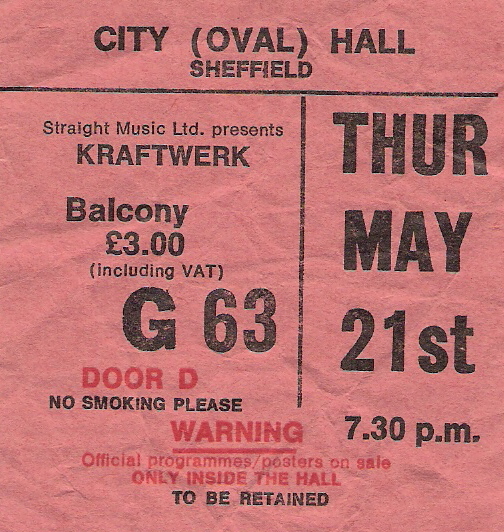 CITY (OVAL) HALL
SHEFFIELD
Straight Music Ltd. presents
KRAFTWERK
Balcony
£3.00
(including VAT)
G 63
DOOR D
NO SMOKING PLEASE
THUR
MAY
21st
7.30 p.m.
WARNING
Official programmes/posters on sale
ONLY INSIDE THE HALL
TO BE RETAINED